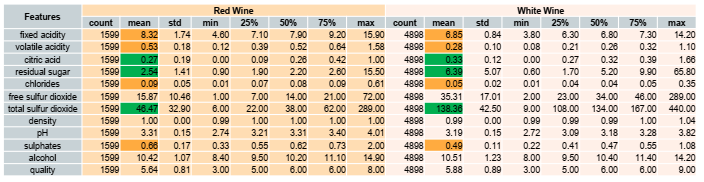 Features Red Wine White Wine
count mean std min 25% 50% 75% max count mean std min 25% 50% 75% max
fixed acidity 1599 8.32 1.74 4.60 7.10 7.90 9.20 15.90 4898 6.85 0.84 3.80 6.30 6.80 7.30 14.20
volatile acidity 1599 0.53 0.18 0.12 0.39 0.52 0.64 1.58 4898 0.28 0.10 0.08 0.21 0.26 0.32 1.10
citric acid 1599 0.27 0.19 0.00 0.09 0.26 0.42 1.00 4898 0.33 0.12 0.00 0.27 0.32 0.39 1.66
residual sugar 1599 2.54 1.41 0.90 1.90 2.20 2.60 15.50 4898 6.39 5.07 0.60 1.70 5.20 9.90 65.80
chlorides 1599 0.09 0.05 0.01 0.07 0.08 0.09 0.61 4898 0.05 0.02 0.01 0.04 0.04 0.05 0.35
free sulfur dioxide 1599 15.87 10.46 1.00 7.00 14.00 21.00 72.00 4898 35.31 17.01 2.00 23.00 34.00 46.00 289.00
total sulfur dioxide 1599 46.47 32.90 6.00 22.00 38.00 62.00 289.00 4898 138.36 42.50 9.00 108.00 134.00 167.00 440.00
density 1599 1.00 0.00 0.99 1.00 1.00 1.00 1.00 4898 0.99 0.00 0.99 0.99 0.99 1.00 1.04
pH 1599 3.31 0.15 2.74 3.21 3.31 3.40 4.01 4898 3.19 0.15 2.72 3.09 3.18 3.28 3.82
sulphates 1599 0.66 0.17 0.33 0.55 0.62 0.73 2.00 4898 0.49 0.11 0.22 0.41 0.47 0.55 1.08
alcohol 1599 10.42 1.07 8.40 9.50 10.20 11.10 14.90 4898 10.51 1.23 8.00 9.50 10.40 11.40 14.20
quality 1599 5.64 0.81 3.00 5.00 6.00 6.00 8.00 4898 5.88 0.89 3.00 5.00 6.00 6.00 9.00